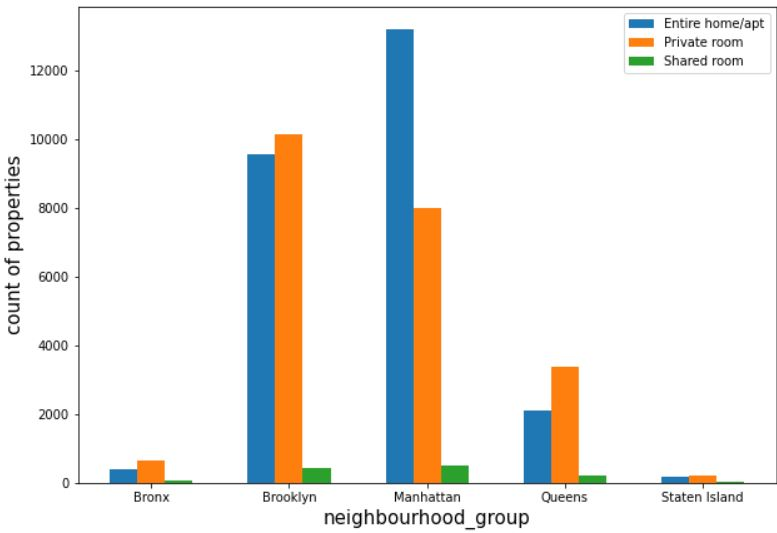 Entire home/apt
Private room
Shared room
12000
10000
8000
6000
4000
2000
0
count of properties
Bronx Brooklyn Manhattan Queens Staten Island
neighbourhood_group